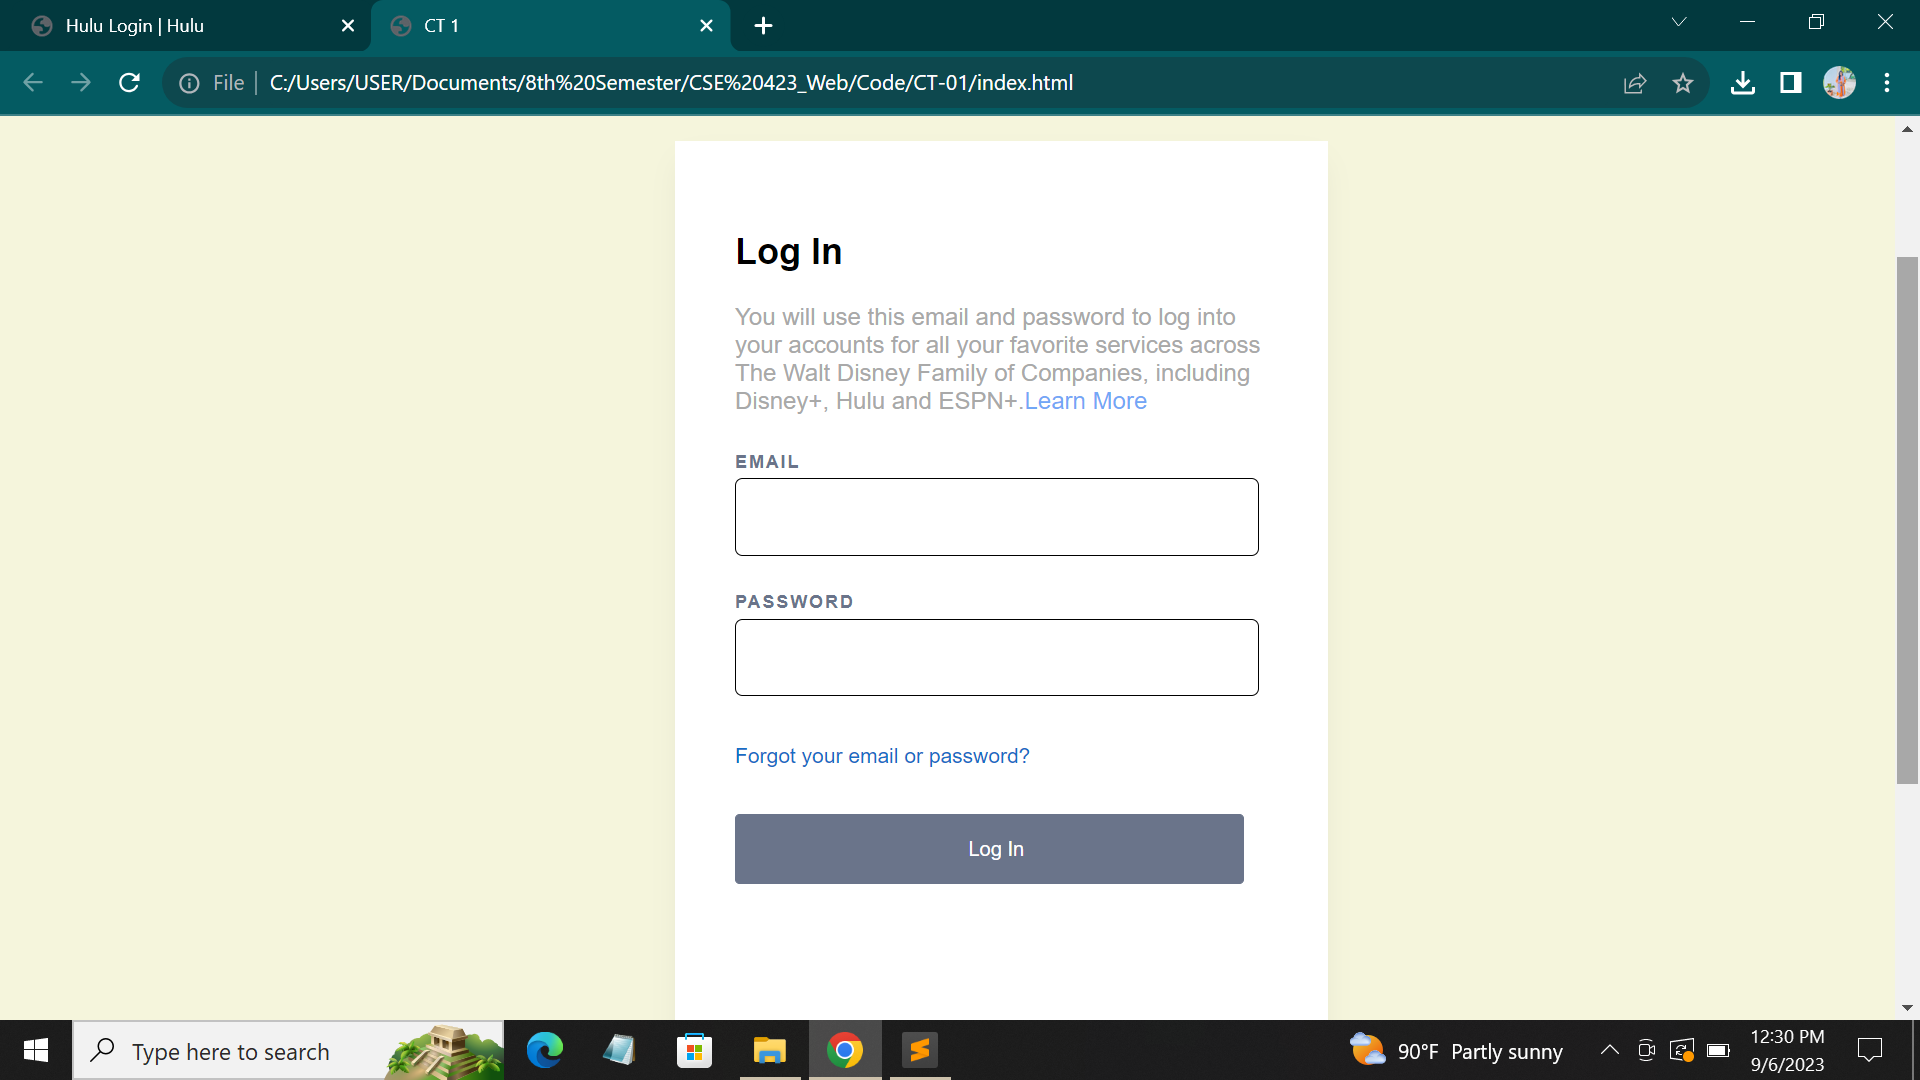 Hulu Login | Hulu
CT 1
File
C:/Users/USER/Documents/8th%20Semester/CSE%20423_Web/Code/CT-01/index.html
Log In
You will use this email and password to log into
your accounts for all your favorite services across
The Walt Disney Family of Companies, including
Disney+, Hulu and ESPN+.Learn More
EMAIL
PASSWORD
Forgot your email or password?
Log In
Type here to search
90°F Partly sunny
12:30 PM
9/6/2023